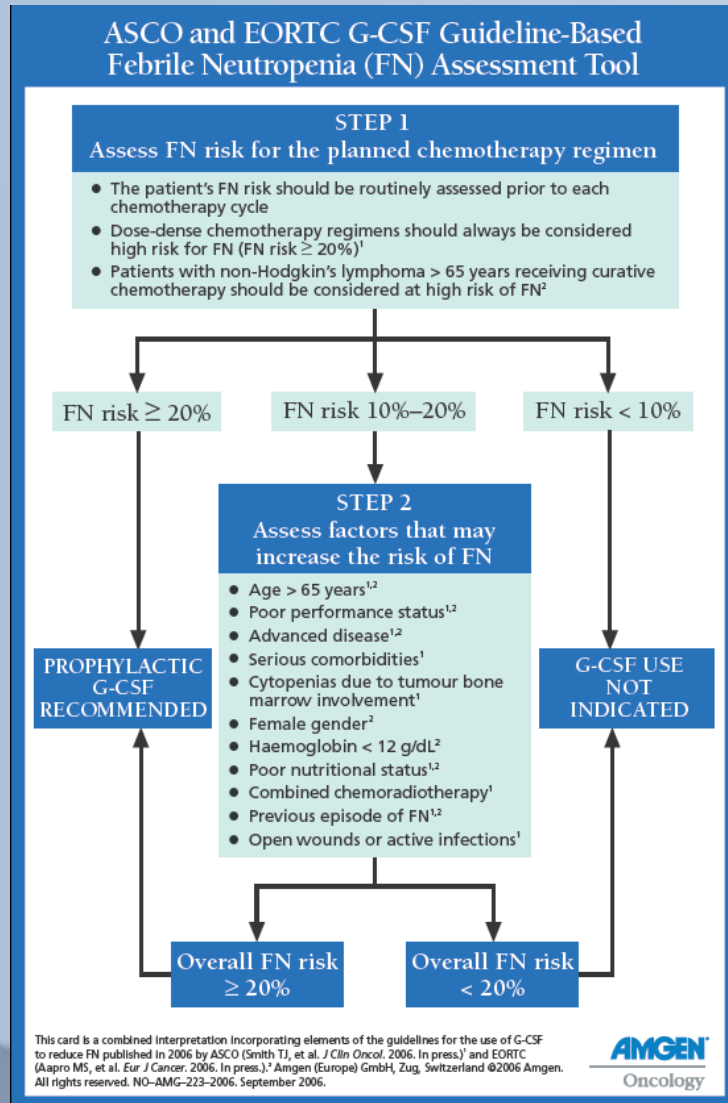 ASCO and EORTC G-CSF Guideline-Based
Febrile Neutropenia (FN) Assessment Tool
STEP 1
Assess FN risk for the planned chemotherapy regimen
• The patient's FN risk should be routinely assessed prior to each
chemotherapy cycle
• Dose-dense chemotherapy regimens should always be considered
high risk for FN (FN risk ≥ 20%)¹
• Patients with non-Hodgkin's lymphoma > 65 years receiving curative
chemotherapy should be considered at high risk of FN²
FN risk ≥ 20%
FN risk 10%–20%
FN risk < 10%
STEP 2
Assess factors that may
increase the risk of FN
• Age > 65 years¹,²
• Poor performance status¹,²
• Advanced disease¹,²
• Serious comorbidities¹
• Cytopenias due to tumour bone
marrow involvement¹
• Female gender²
• Haemoglobin < 12 g/dL²
• Poor nutritional status¹,²
• Combined chemoradiotherapy¹
• Previous episode of FN¹,²
• Open wounds or active infections¹
PROPHYLACTIC
G-CSF
RECOMMENDED
G-CSF USE
NOT
INDICATED
Overall FN risk
≥ 20%
Overall FN risk
< 20%
This card is a combined interpretation incorporating elements of the guidelines for the use of G-CSF
to reduce FN published in 2006 by ASCO (Smith TJ, et al. J Clin Oncol. 2006. In press.)¹ and EORTC
(Aapro MS, et al. Eur J Cancer. 2006. In press.).² Amgen (Europe) GmbH, Zug, Switzerland ©2006 Amgen.
All rights reserved. NO–AMG–223–2006. September 2006.
AMGEN®
Oncology